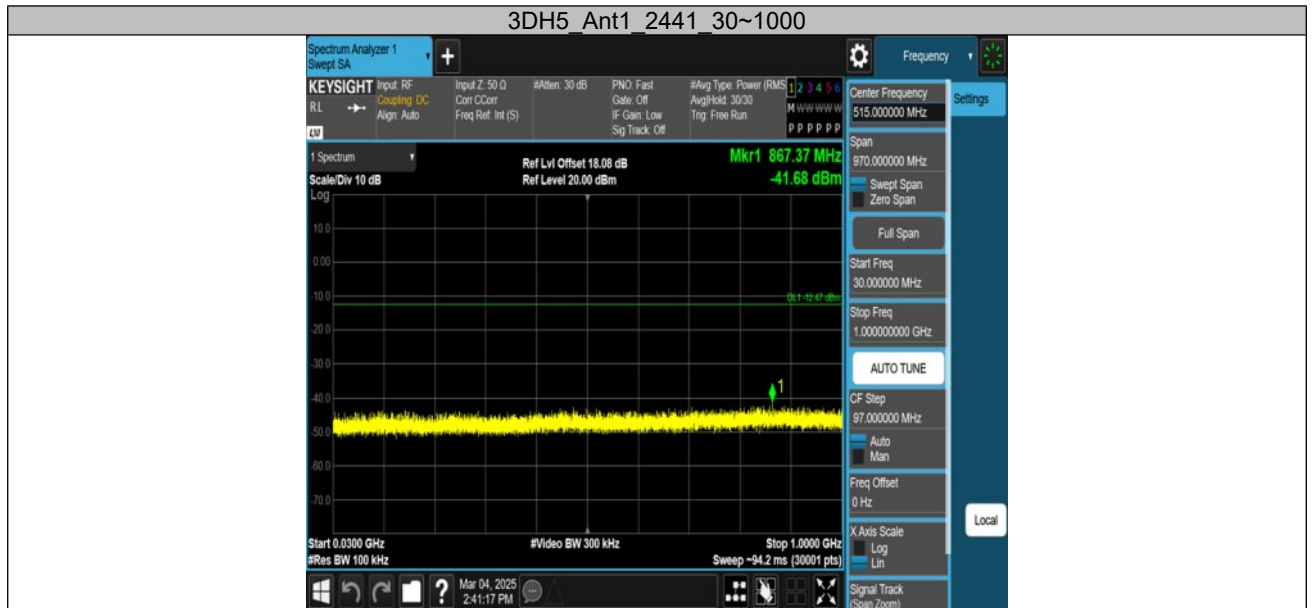 3DH5_Ant1_2441_30~1000
Spectrum Analyzer 1
Swept SA
+
Frequency
KEYSIGHT
RL
LXI
Input: RF
Coupling: DC
Align: Auto
Input Z: 50 Ω
Corr CCorr
Freq Ref: Int (S)
#Atten: 30 dB
PNO: Fast
Gate: Off
IF Gain: Low
Sig Track: Off
#Avg Type: Power (RMS
Avg|Hold: 30/30
Trig: Free Run
1 2 3 4 5 6
M W W W W W
P P P P P P
1 Spectrum
Scale/Div 10 dB
Log
Ref Lvl Offset 18.08 dB
Ref Level 20.00 dBm
Mkr1 867.37 MHz
-41.68 dBm
10.0
0.00
-10.0
DL1 -12.47 dBm
-20.0
-30.0
1
-40.0
-50.0
-60.0
-70.0
Start 0.0300 GHz
#Res BW 100 kHz
#Video BW 300 kHz
Stop 1.0000 GHz
Sweep ~94.2 ms (30001 pts)
Mar 04, 2025
2:41:17 PM
?
Settings
Center Frequency
515.000000 MHz
Span
970.000000 MHz
Swept Span
Zero Span
Full Span
Start Freq
30.000000 MHz
Stop Freq
1.000000000 GHz
AUTO TUNE
CF Step
97.000000 MHz
Auto
Man
Freq Offset
0 Hz
X Axis Scale
Log
Lin
Signal Track
(Span Zoom)
Local